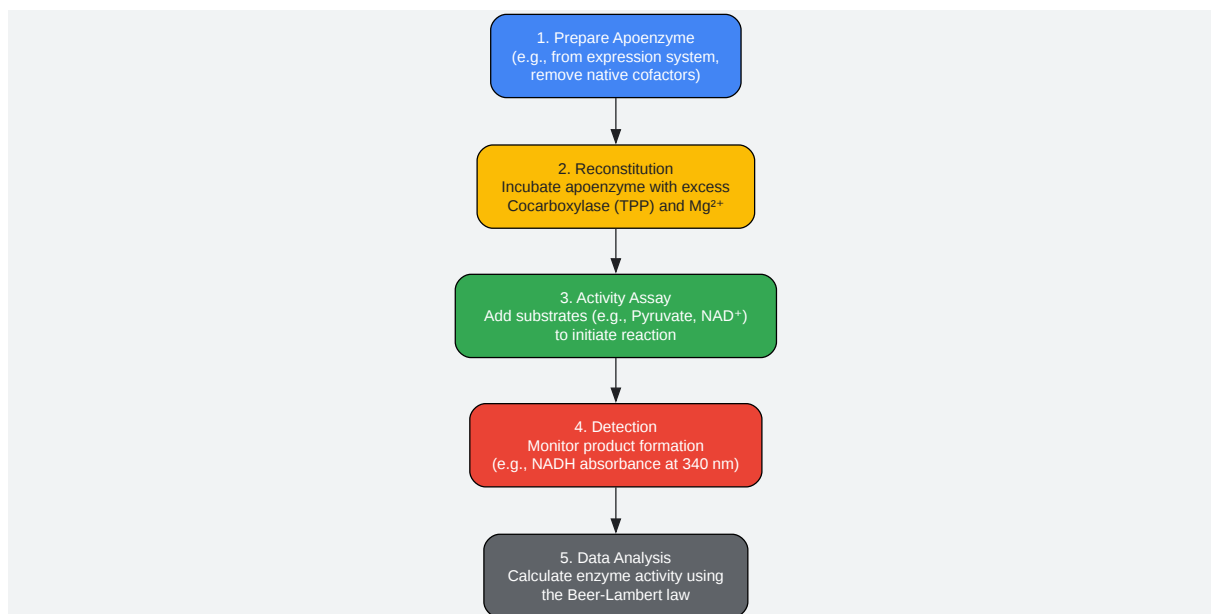 1. Prepare Apoenzyme
(e.g., from expression system,
remove native cofactors)
2. Reconstitution
Incubate apoenzyme with excess
Cocarboxylase (TPP) and Mg²⁺
3. Activity Assay
Add substrates (e.g., Pyruvate, NAD⁺)
to initiate reaction
4. Detection
Monitor product formation
(e.g., NADH absorbance at 340 nm)
5. Data Analysis
Calculate enzyme activity using
the Beer-Lambert law